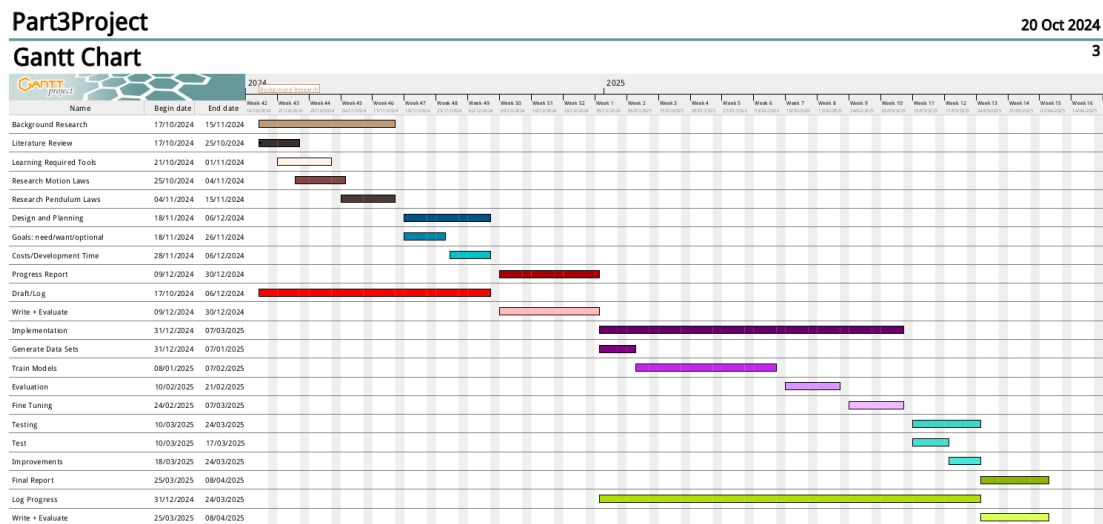 Part3Project
20 Oct 2024
Gantt Chart
3
GANTT project
2024
2025
Background Research
Name Begin date End date
Week 42 Week 43 Week 44 Week 45 Week 46 Week 47 Week 48 Week 49 Week 50 Week 51 Week 52 Week 1 Week 2 Week 3 Week 4 Week 5 Week 6 Week 7 Week 8 Week 9 Week 10 Week 11 Week 12 Week 13 Week 14 Week 15 Week 16
Background Research 17/10/2024 15/11/2024
Literature Review 17/10/2024 25/10/2024
Learning Required Tools 21/10/2024 01/11/2024
Research Motion Laws 25/10/2024 04/11/2024
Research Pendulum Laws 04/11/2024 15/11/2024
Design and Planning 18/11/2024 06/12/2024
Goals: need/want/optional 18/11/2024 26/11/2024
Costs/Development Time 28/11/2024 06/12/2024
Progress Report 09/12/2024 30/12/2024
Draft/Log 17/10/2024 06/12/2024
Write + Evaluate 09/12/2024 30/12/2024
Implementation 31/12/2024 07/03/2025
Generate Data Sets 31/12/2024 07/01/2025
Train Models 08/01/2025 07/02/2025
Evaluation 10/02/2025 21/02/2025
Fine Tuning 24/02/2025 07/03/2025
Testing 10/03/2025 24/03/2025
Test 10/03/2025 17/03/2025
Improvements 18/03/2025 24/03/2025
Final Report 25/03/2025 08/04/2025
Log Progress 31/12/2024 24/03/2025
Write + Evaluate 25/03/2025 08/04/2025